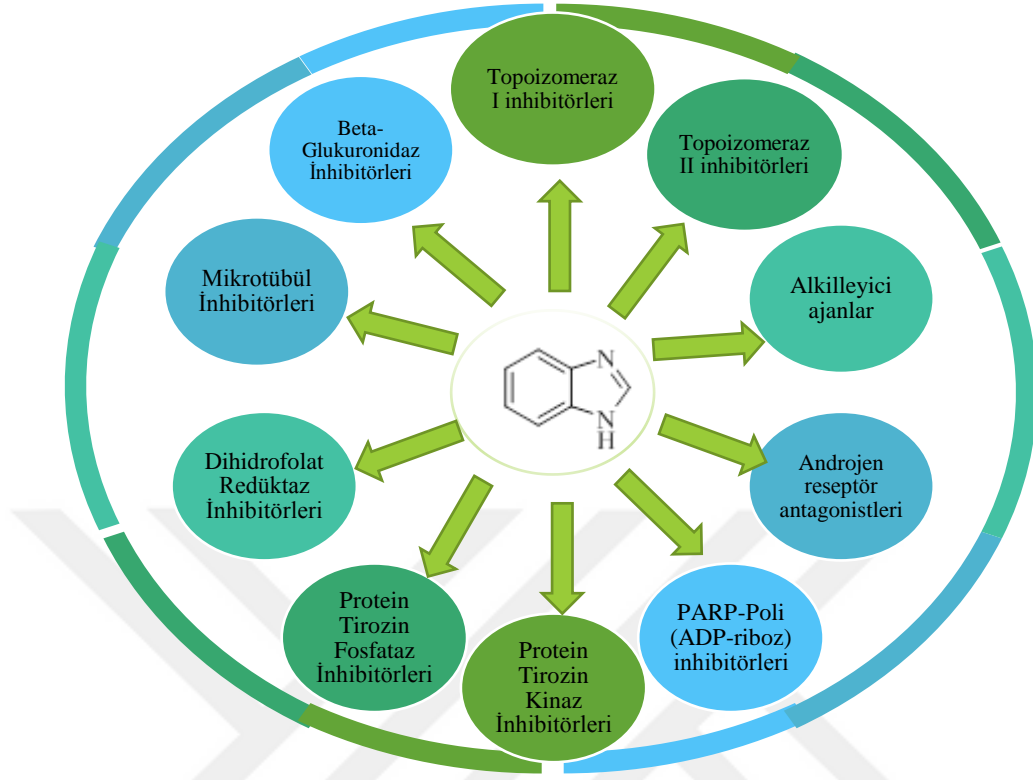 Topoizomeraz
I inhibitörleri
Topoizomeraz
II inhibitörleri
Alkilleyici
ajanlar
Androjen
reseptör
antagonistleri
PARP-Poli
(ADP-riboz)
inhibitörleri
Protein
Tirozin
Kinaz
İnhibitörleri
Protein
Tirozin
Fosfataz
İnhibitörleri
Dihidrofolat
Redüktaz
İnhibitörleri
Mikrotübül
İnhibitörleri
Beta-
Glukuronidaz
İnhibitörleri
N
N
H